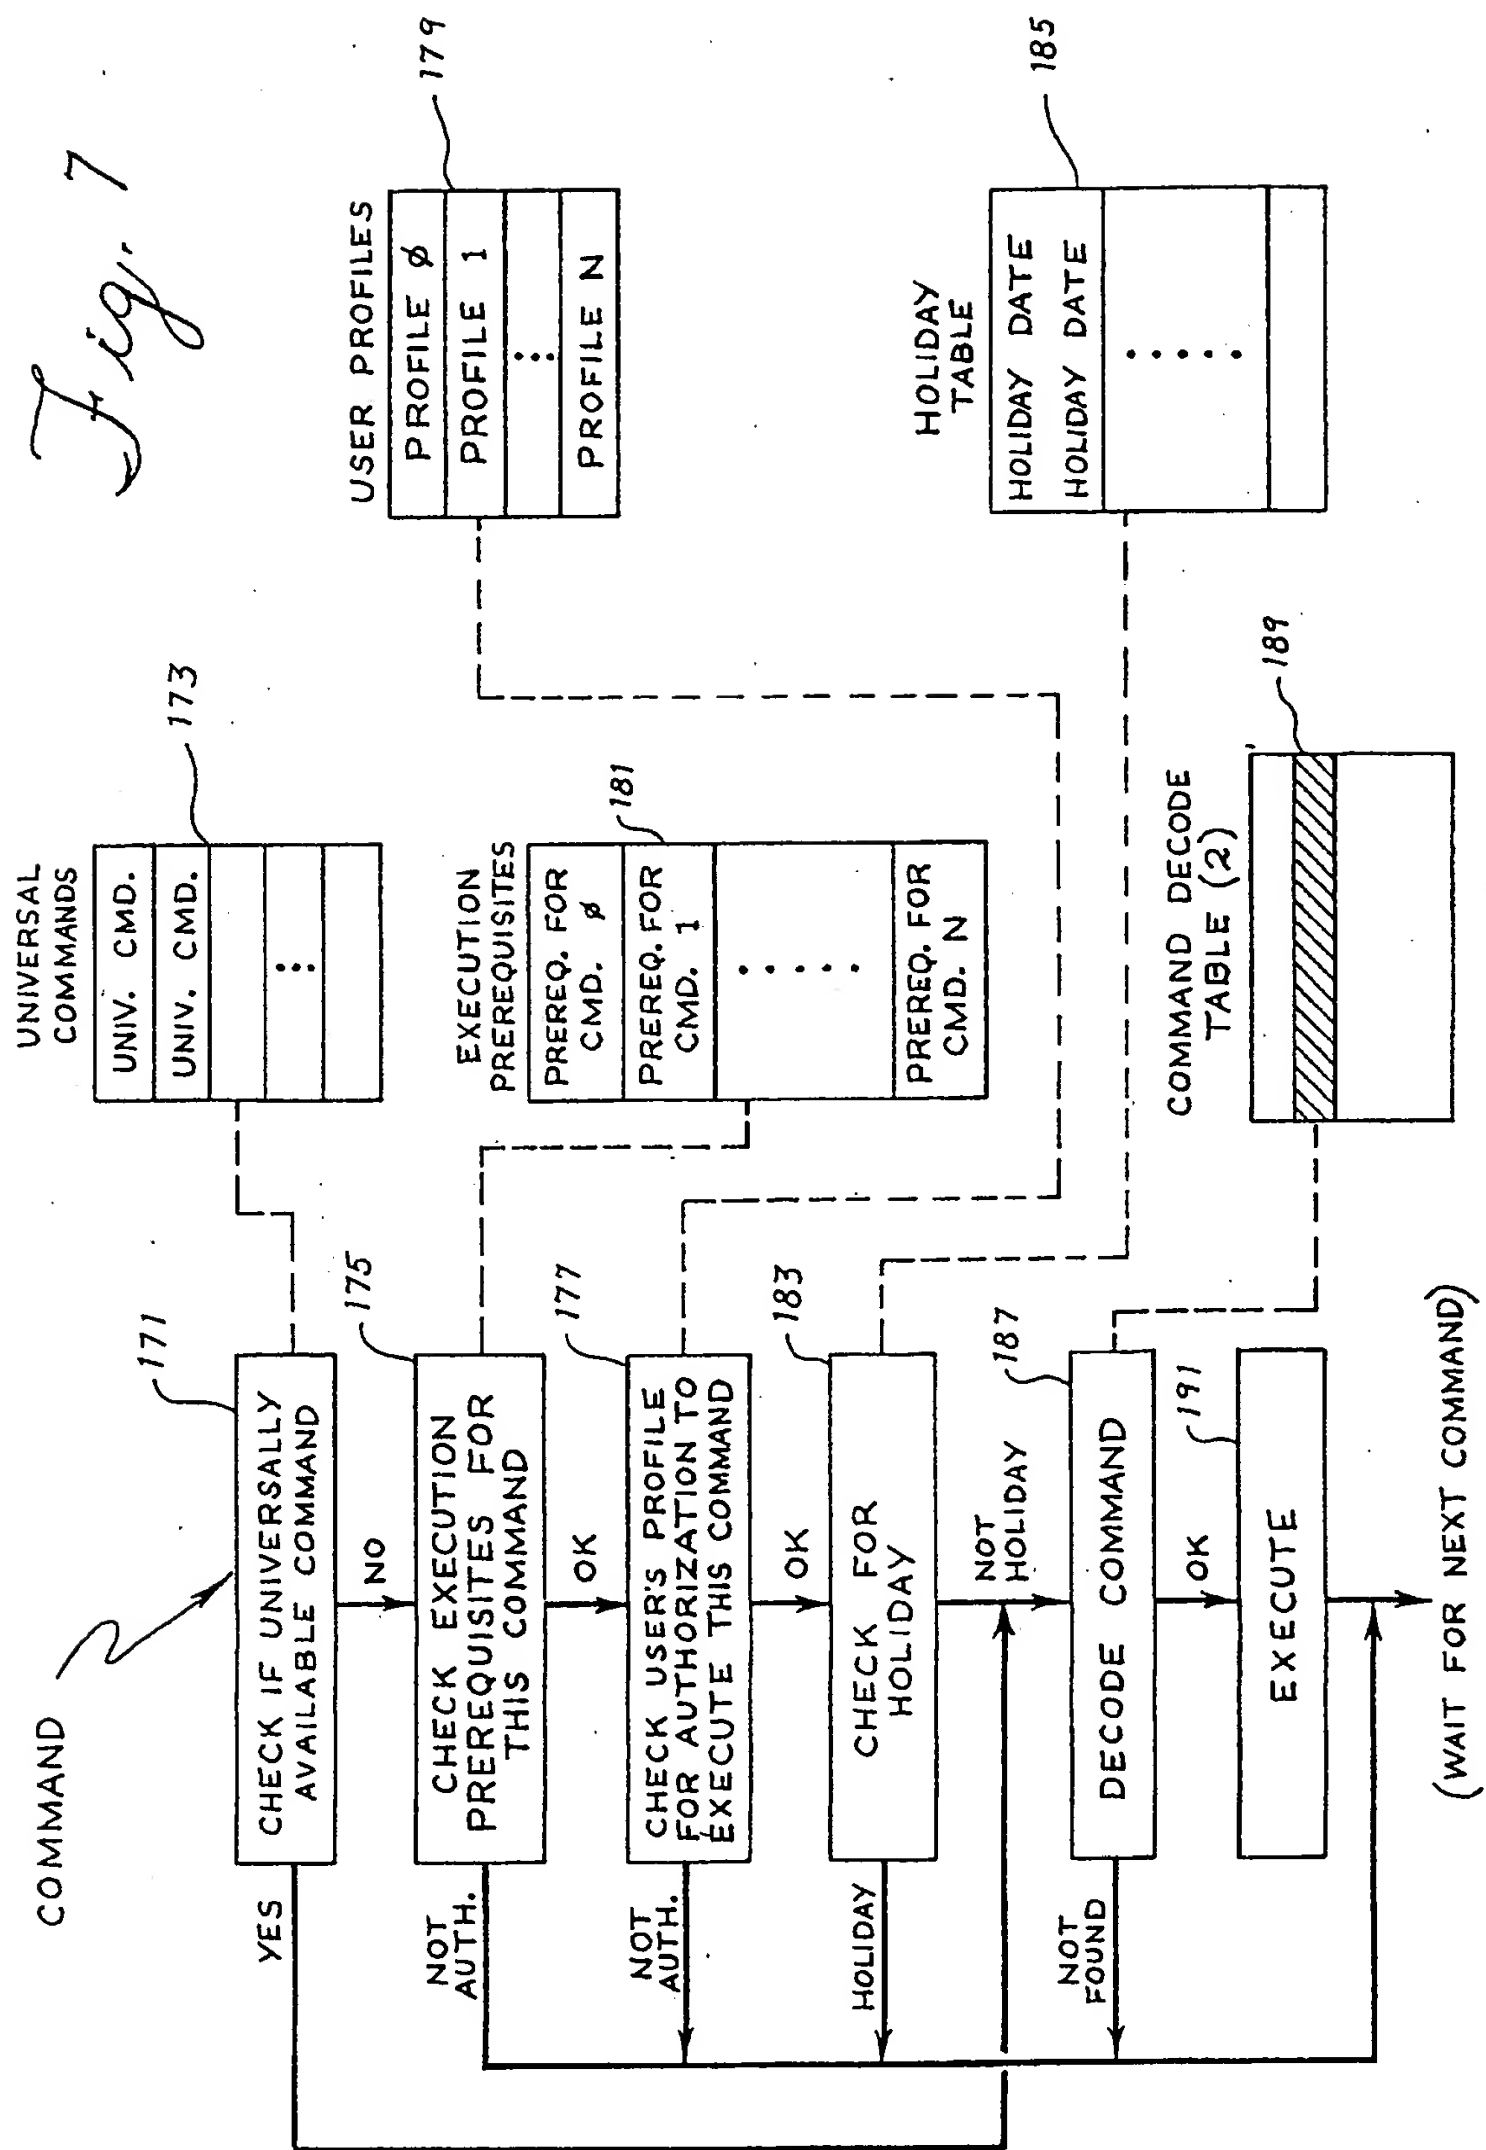 Fig. 7
COMMAND
171
CHECK IF UNIVERSALLY
AVAILABLE COMMAND
YES
NO
UNIVERSAL
COMMANDS
UNIV. CMD.
UNIV. CMD.
173
175
CHECK EXECUTION
PREREQUISITES FOR
THIS COMMAND
NOT
AUTH.
OK
EXECUTION
PREREQUISITES
PREREQ. FOR
CMD. Ø
PREREQ. FOR
CMD. 1
PREREQ. FOR
CMD. N
181
177
CHECK USER'S PROFILE
FOR AUTHORIZATION TO
EXECUTE THIS COMMAND
NOT
AUTH.
OK
USER PROFILES
PROFILE Ø
PROFILE 1
PROFILE N
179
183
CHECK FOR
HOLIDAY
HOLIDAY
NOT
HOLIDAY
HOLIDAY
TABLE
HOLIDAY DATE
HOLIDAY DATE
185
187
DECODE COMMAND
NOT
FOUND
OK
COMMAND DECODE
TABLE (2)
189
191
EXECUTE
(WAIT FOR NEXT COMMAND)